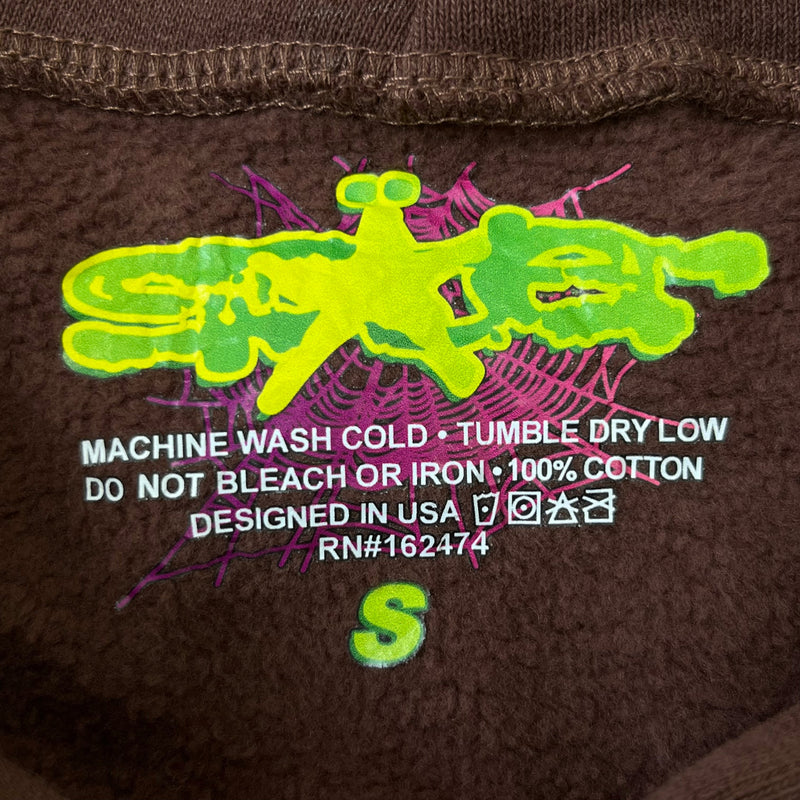 MACHINE WASH COLD • TUMBLE DRY LOW
DO NOT BLEACH OR IRON • 100% COTTON
DESIGNED IN USA
RN#162474
S